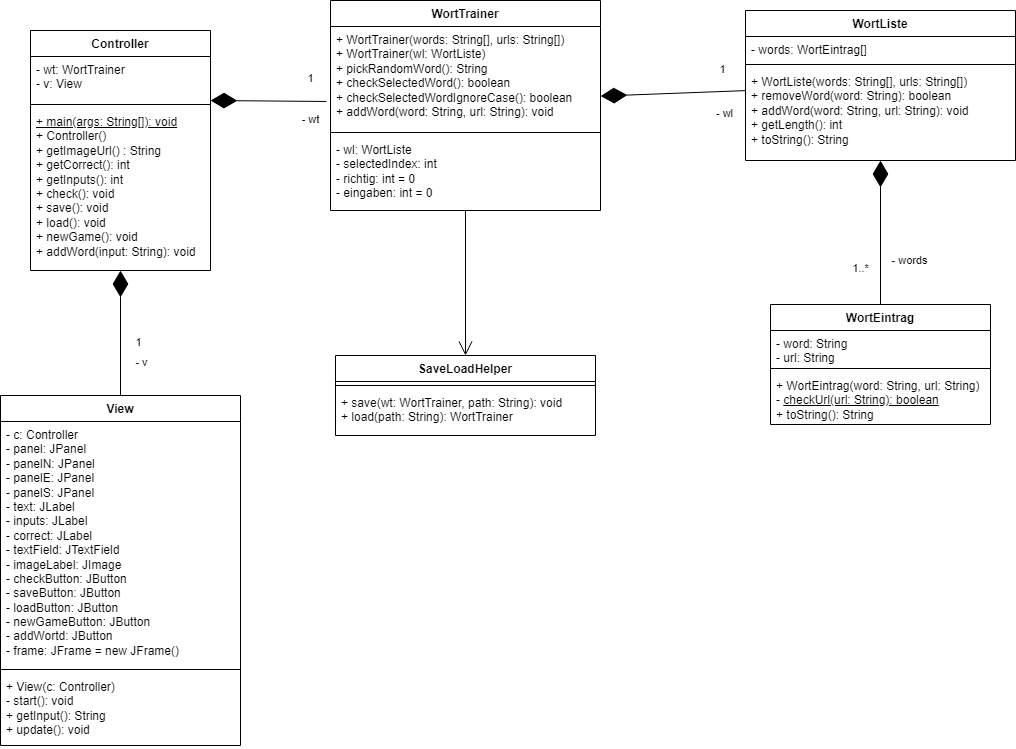 Controller
- wt: WortTrainer
- v: View
+ main(args: String[]): void
+ Controller()
+ getImageUrl() : String
+ getCorrect(): int
+ getInputs(): int
+ check(): void
+ save(): void
+ load(): void
+ newGame(): void
+ addWord(input: String): void
1
- wt
WortTrainer
+ WortTrainer(words: String[], urls: String[])
+ WortTrainer(wl: WortListe)
+ pickRandomWord(): String
+ checkSelectedWord(): boolean
+ checkSelectedWordIgnoreCase(): boolean
+ addWord(word: String, url: String): void
- wl: WortListe
- selectedIndex: int
- richtig: int = 0
- eingaben: int = 0
1
- wl
WortListe
- words: WortEintrag[]
+ WortListe(words: String[], urls: String[])
+ removeWord(word: String): boolean
+ addWord(word: String, url: String): void
+ getLength(): int
+ toString(): String
1..*
- words
WortEintrag
- word: String
- url: String
+ WortEintrag(word: String, url: String)
- checkUrl(url: String): boolean
+ toString(): String
SaveLoadHelper
+ save(wt: WortTrainer, path: String): void
+ load(path: String): WortTrainer
1
- v
View
- c: Controller
- panel: JPanel
- panelN: JPanel
- panelE: JPanel
- panelS: JPanel
- text: JLabel
- inputs: JLabel
- correct: JLabel
- textField: JTextField
- imageLabel: JImage
- checkButton: JButton
- saveButton: JButton
- loadButton: JButton
- newGameButton: JButton
- addWortd: JButton
- frame: JFrame = new JFrame()
+ View(c: Controller)
- start(): void
+ getInput(): String
+ update(): void